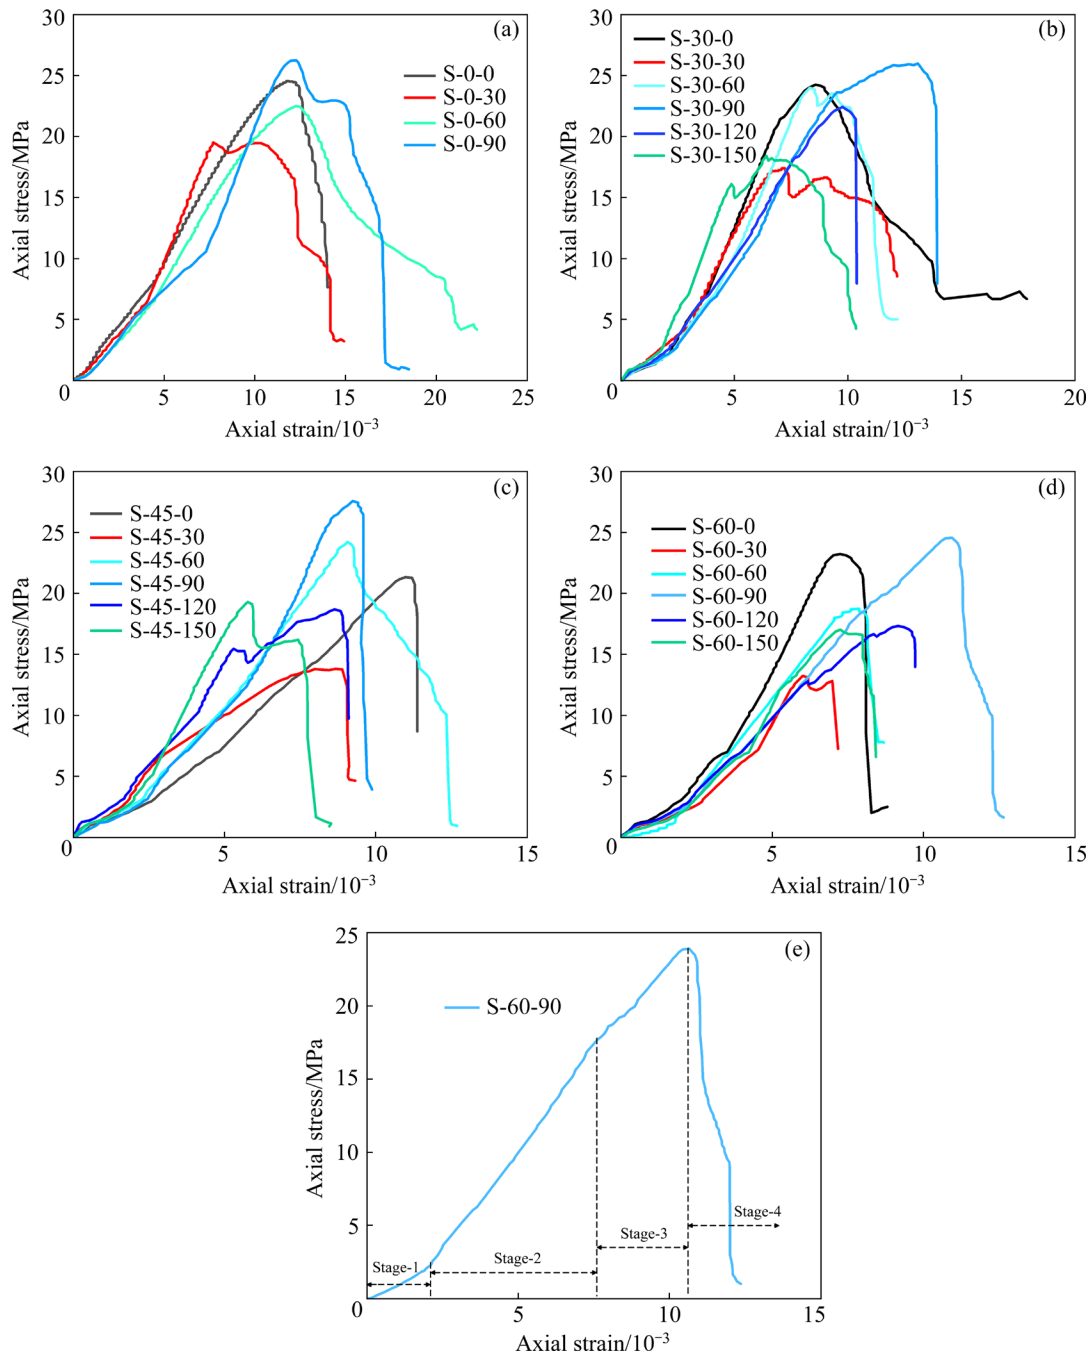 30
25
20
15
10
5
0
5
10
15
20
25
Axial stress/MPa
Axial strain/10⁻³
(a)
S-0-0
S-0-30
S-0-60
S-0-90
30
25
20
15
10
5
0
5
10
15
20
Axial stress/MPa
Axial strain/10⁻³
(b)
S-30-0
S-30-30
S-30-60
S-30-90
S-30-120
S-30-150
30
25
20
15
10
5
0
5
10
15
Axial stress/MPa
Axial strain/10⁻³
(c)
S-45-0
S-45-30
S-45-60
S-45-90
S-45-120
S-45-150
30
25
20
15
10
5
0
5
10
15
Axial stress/MPa
Axial strain/10⁻³
(d)
S-60-0
S-60-30
S-60-60
S-60-90
S-60-120
S-60-150
25
20
15
10
5
0
5
10
15
Axial stress/MPa
Axial strain/10⁻³
(e)
S-60-90
Stage-1
Stage-2
Stage-3
Stage-4